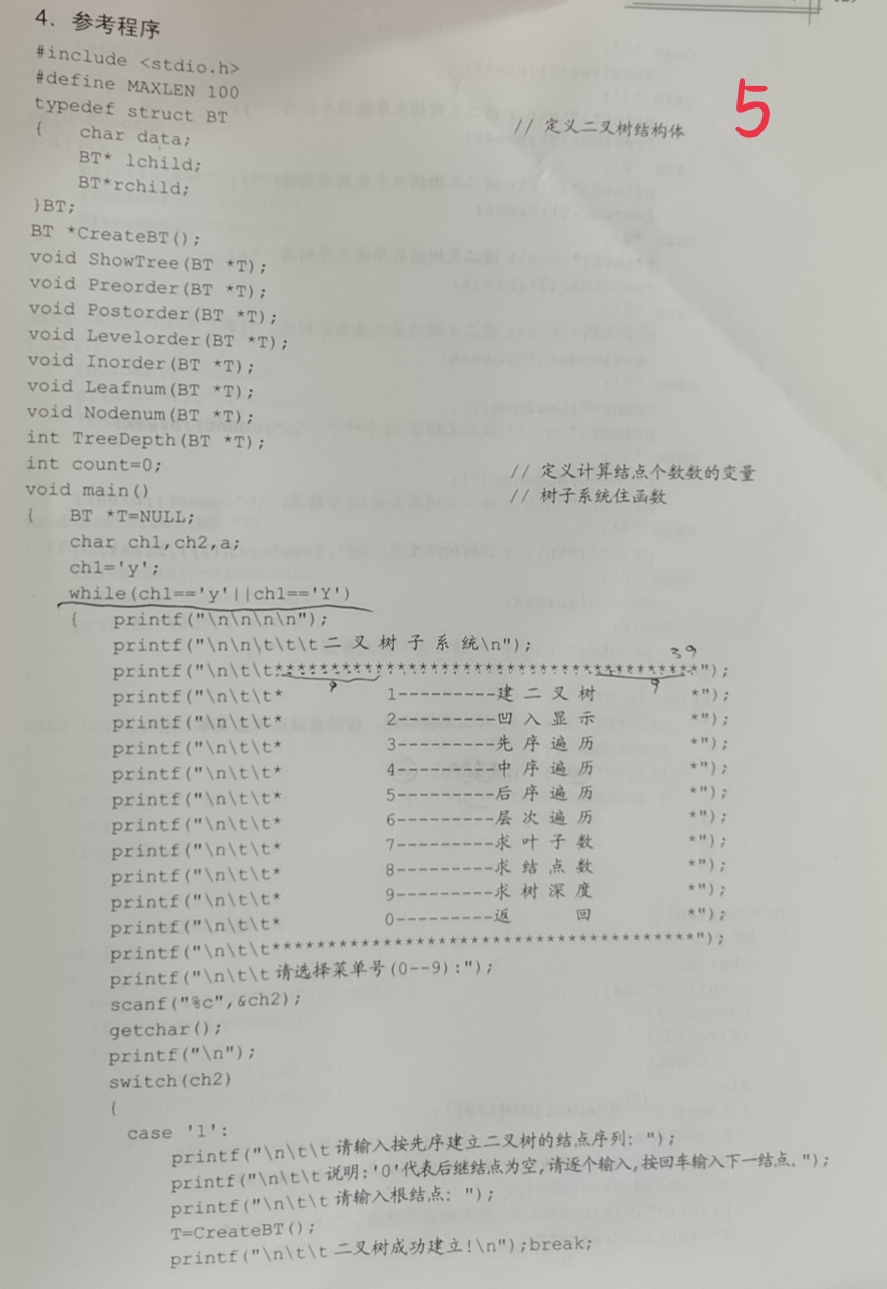 4. 参考程序
#include <stdio.h>
#define MAXLEN 100
typedef struct BT // 定义二叉树结构体 5
{ char data;
BT* lchild;
BT*rchild;
}BT;
BT *CreateBT();
void ShowTree(BT *T);
void Preorder(BT *T);
void Postorder(BT *T);
void Levelorder(BT *T);
void Inorder(BT *T);
void Leafnum(BT *T);
void Nodenum(BT *T);
int TreeDepth(BT *T);
int count=0; // 定义计算结点个数数的变量
void main() // 树子系统住函数
{ BT *T=NULL;
char ch1,ch2,a;
ch1='y';
while(ch1=='y'||ch1=='Y')
{ printf("\n\n\n\n");
printf("\n\n\t\t\t 二 叉 树 子 系 统\n");
39
printf("\n\t\t***************************************");
9 9
printf("\n\t\t* 1---------建 二 叉 树 *");
printf("\n\t\t* 2---------凹 入 显 示 *");
printf("\n\t\t* 3---------先 序 遍 历 *");
printf("\n\t\t* 4---------中 序 遍 历 *");
printf("\n\t\t* 5---------后 序 遍 历 *");
printf("\n\t\t* 6---------层 次 遍 历 *");
printf("\n\t\t* 7---------求 叶 子 数 *");
printf("\n\t\t* 8---------求 结 点 数 *");
printf("\n\t\t* 9---------求 树 深 度 *");
printf("\n\t\t* 0---------返 回 *");
printf("\n\t\t***************************************");
printf("\n\t\t 请选择菜单号(0--9):");
scanf("%c",&ch2);
getchar();
printf("\n");
switch(ch2)
{
case '1':
printf("\n\t\t 请输入按先序建立二叉树的结点序列: ");
printf("\n\t\t 说明:'0'代表后继结点为空,请逐个输入,按回车输入下一结点。");
printf("\n\t\t 请输入根结点: ");
T=CreateBT();
printf("\n\t\t 二叉树成功建立!\n");break;